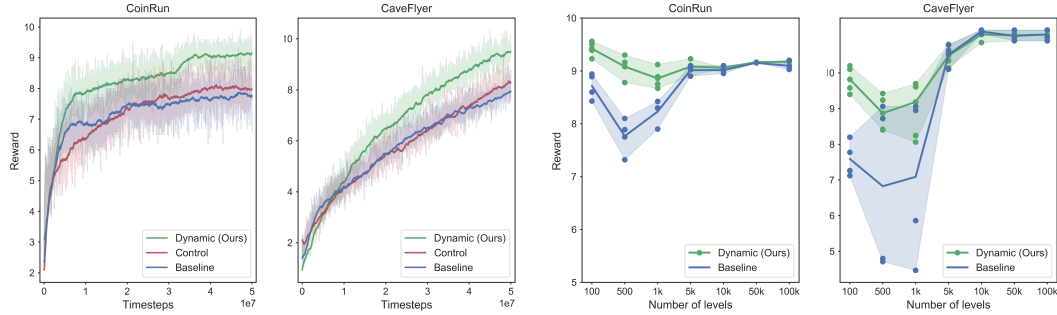 CoinRun
Reward
10
9
8
7
6
5
4
3
2
0
1
2
3
4
5
1e7
Timesteps
Dynamic (Ours)
Control
Baseline
CaveFlyer
10
8
6
4
2
0
1
2
3
4
5
1e7
Timesteps
Dynamic (Ours)
Control
Baseline
CoinRun
Reward
10
9
8
7
6
5
100
500
1k
5k
10k
50k
100k
Number of levels
Dynamic (Ours)
Baseline
CaveFlyer
10
9
8
7
6
5
100
500
1k
5k
10k
50k
100k
Number of levels
Dynamic (Ours)
Baseline